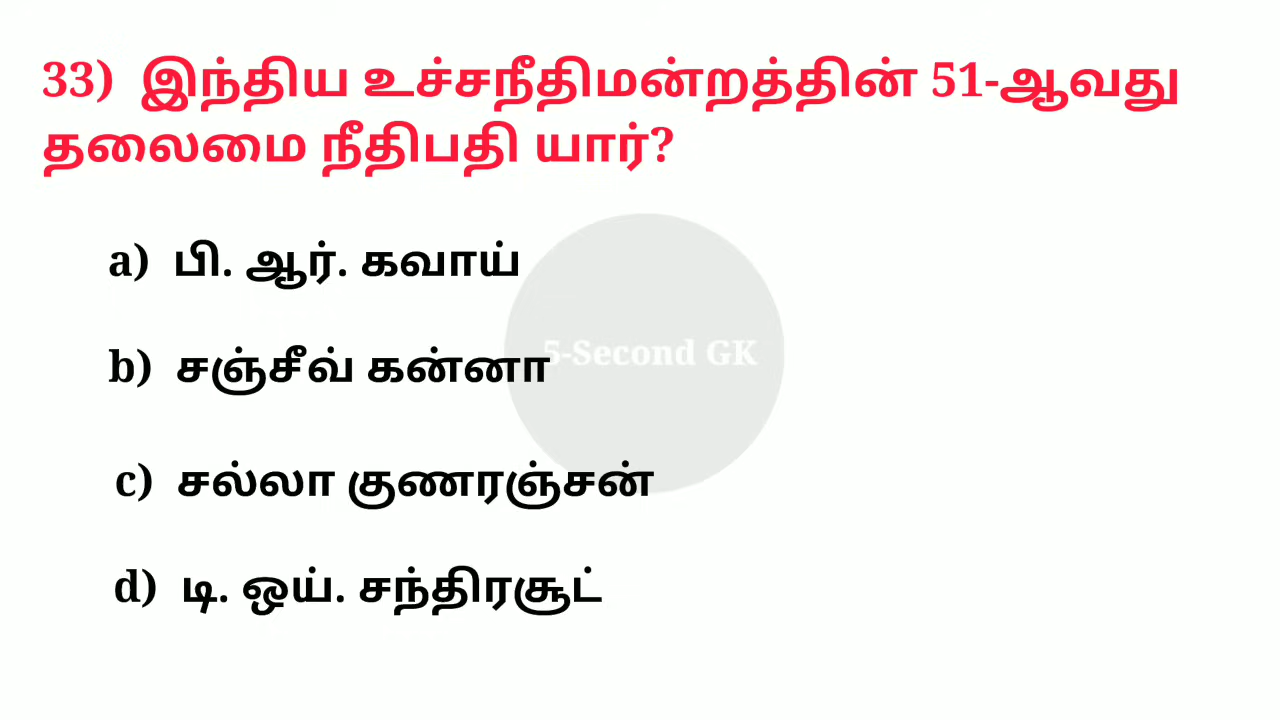 33) இந்திய உச்சநீதிமன்றத்தின் 51-ஆவது
தலைமை நீதிபதி யார்?
a) பி. ஆர். கவாய்
b) சஞ்சீவ் கன்னா
5-Second GK
c) சல்லா குணரஞ்சன்
d) டி. ஒய். சந்திரசூட்